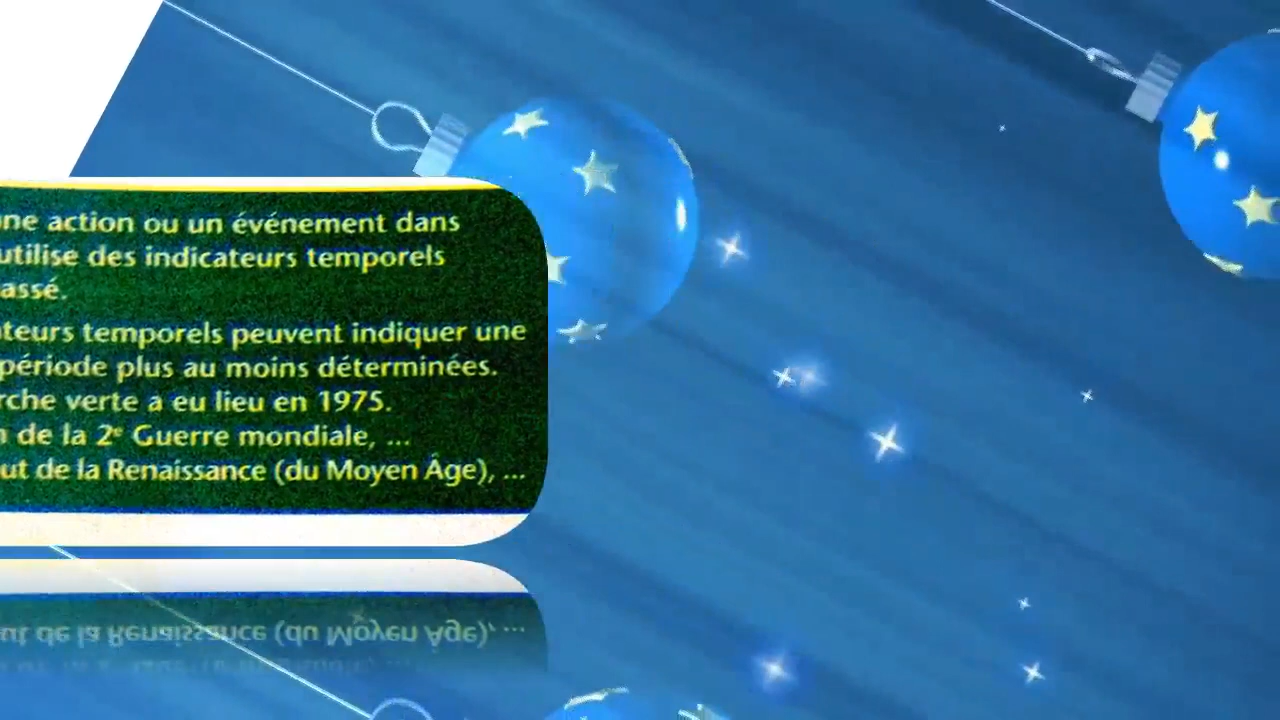 une action ou un événement dans
utilise des indicateurs temporels
assé.
ateurs temporels peuvent indiquer une
période plus au moins déterminées.
rche verte a eu lieu en 1975.
n de la 2e Guerre mondiale, ...
ut de la Renaissance (du Moyen Âge), ...